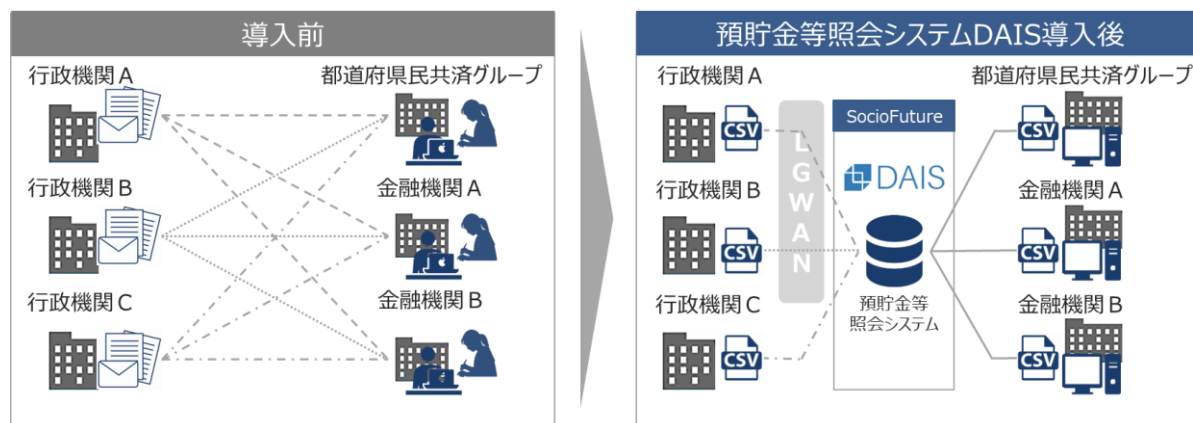 導入前
行政機関A
都道府県民共済グループ
行政機関B
金融機関A
行政機関C
金融機関B
預貯金等照会システムDAIS導入後
行政機関A
都道府県民共済グループ
CSV
LGWAN
SocioFuture
DAIS
CSV
行政機関B
金融機関A
CSV
CSV
預貯金等
照会システム
行政機関C
金融機関B
CSV
CSV